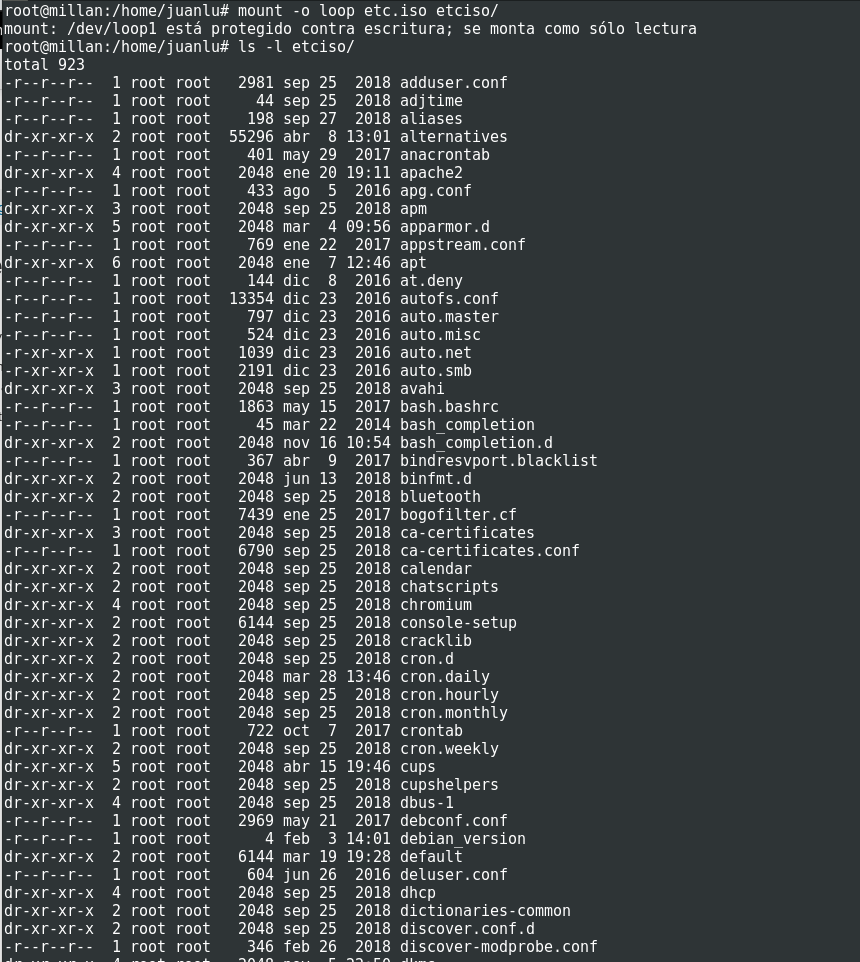 root@millan:/home/juanlu# mount -o loop etc.iso etciso/
mount: /dev/loop1 está protegido contra escritura; se monta como sólo lectura
root@millan:/home/juanlu# ls -l etciso/
total 923
-r--r--r--  1 root root   2981 sep 25  2018 adduser.conf
-r--r--r--  1 root root     44 sep 25  2018 adjtime
-r--r--r--  1 root root    198 sep 27  2018 aliases
dr-xr-xr-x  2 root root  55296 abr  8 13:01 alternatives
-r--r--r--  1 root root    401 may 29  2017 anacrontab
dr-xr-xr-x  4 root root   2048 ene 20 19:11 apache2
-r--r--r--  1 root root    433 ago  5  2016 apg.conf
dr-xr-xr-x  3 root root   2048 sep 25  2018 apm
dr-xr-xr-x  5 root root   2048 mar  4 09:56 apparmor.d
-r--r--r--  1 root root    769 ene 22  2017 appstream.conf
dr-xr-xr-x  6 root root   2048 ene  7 12:46 apt
-r--r--r--  1 root root    144 dic  8  2016 at.deny
-r--r--r--  1 root root  13354 dic 23  2016 autofs.conf
-r--r--r--  1 root root    797 dic 23  2016 auto.master
-r--r--r--  1 root root    524 dic 23  2016 auto.misc
-r-xr-xr-x  1 root root   1039 dic 23  2016 auto.net
-r-xr-xr-x  1 root root   2191 dic 23  2016 auto.smb
dr-xr-xr-x  3 root root   2048 sep 25  2018 avahi
-r--r--r--  1 root root   1863 may 15  2017 bash.bashrc
-r--r--r--  1 root root     45 mar 22  2014 bash_completion
dr-xr-xr-x  2 root root   2048 nov 16 10:54 bash_completion.d
-r--r--r--  1 root root    367 abr  9  2017 bindresvport.blacklist
dr-xr-xr-x  2 root root   2048 jun 13  2018 binfmt.d
dr-xr-xr-x  2 root root   2048 sep 25  2018 bluetooth
-r--r--r--  1 root root   7439 ene 25  2017 bogofilter.cf
dr-xr-xr-x  3 root root   2048 sep 25  2018 ca-certificates
-r--r--r--  1 root root   6790 sep 25  2018 ca-certificates.conf
dr-xr-xr-x  2 root root   2048 sep 25  2018 calendar
dr-xr-xr-x  2 root root   2048 sep 25  2018 chatscripts
dr-xr-xr-x  4 root root   2048 sep 25  2018 chromium
dr-xr-xr-x  2 root root   6144 sep 25  2018 console-setup
dr-xr-xr-x  2 root root   2048 sep 25  2018 cracklib
dr-xr-xr-x  2 root root   2048 sep 25  2018 cron.d
dr-xr-xr-x  2 root root   2048 mar 28 13:46 cron.daily
dr-xr-xr-x  2 root root   2048 sep 25  2018 cron.hourly
dr-xr-xr-x  2 root root   2048 sep 25  2018 cron.monthly
-r--r--r--  1 root root    722 oct  7  2017 crontab
dr-xr-xr-x  2 root root   2048 sep 25  2018 cron.weekly
dr-xr-xr-x  5 root root   2048 abr 15 19:46 cups
dr-xr-xr-x  2 root root   2048 sep 25  2018 cupshelpers
dr-xr-xr-x  4 root root   2048 sep 25  2018 dbus-1
-r--r--r--  1 root root   2969 may 21  2017 debconf.conf
-r--r--r--  1 root root      4 feb  3 14:01 debian_version
dr-xr-xr-x  2 root root   6144 mar 19 19:28 default
-r--r--r--  1 root root    604 jun 26  2016 deluser.conf
dr-xr-xr-x  4 root root   2048 sep 25  2018 dhcp
dr-xr-xr-x  2 root root   2048 sep 25  2018 dictionaries-common
dr-xr-xr-x  2 root root   2048 sep 25  2018 discover.conf.d
-r--r--r--  1 root root    346 feb 26  2018 discover-modprobe.conf